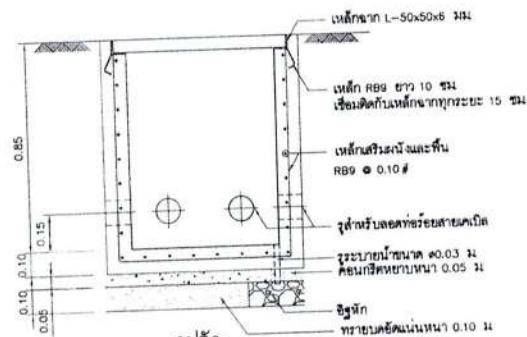 เหล็กฉาก L-50x50x6 มม
เหล็ก RB9 ยาว 10 ซม
เชื่อมติดกับเหล็กฉากทุกระยะ 15 ซม
เหล็กเสริมผนังและพื้น
RB9 @ 0.10 #
รูสำหรับลอดท่อร้อยสายเคเบิล
รูระบายน้ำขนาด ø0.03 ม
คอนกรีตหยาบหนา 0.05 ม
อิฐหัก
ทรายบดอัดแน่นหนา 0.10 ม
0.85
0.15
0.10
0.10
0.05